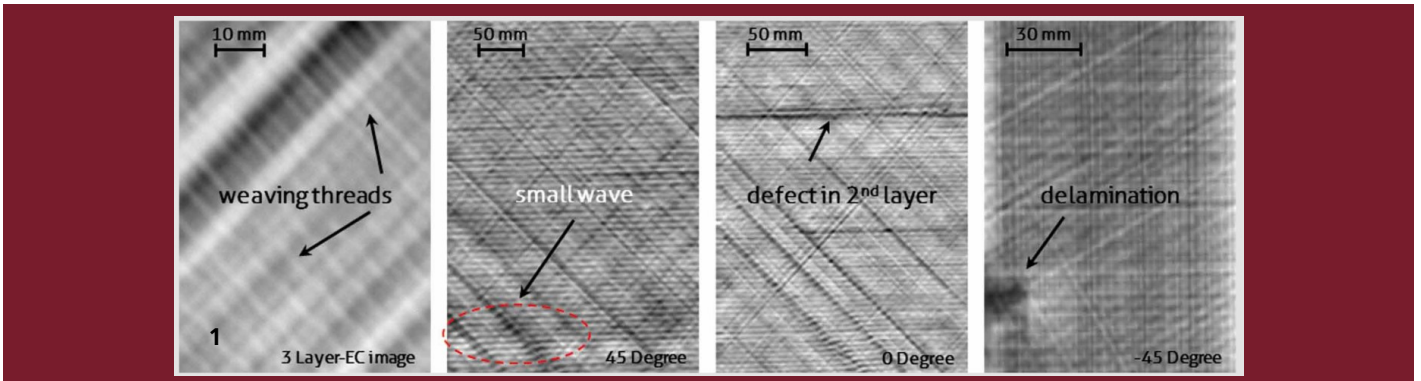 10 mm
weaving threads
1
3 Layer-EC image
50 mm
small wave
45 Degree
50 mm
defect in 2nd layer
0 Degree
30 mm
delamination
-45 Degree